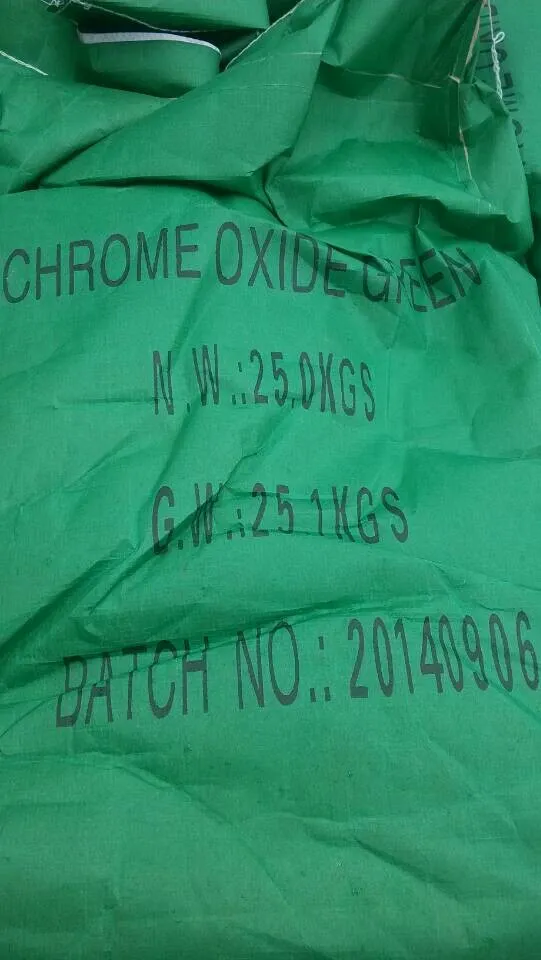 CHROME OXIDE GREEN
N.W.:25.0KGS
G.W.:25.1KGS
BATCH NO.: 20140906